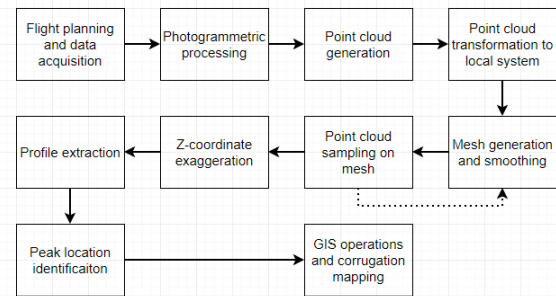 Flight planning
and data
acquisition
Photogrammetric
processing
Point cloud
generation
Point cloud
transformation to
local system
Profile extraction
Z-coordinate
exaggeration
Point cloud
sampling on
mesh
Mesh generation
and smoothing
Peak location
identificaiton
GIS operations
and corrugation
mapping